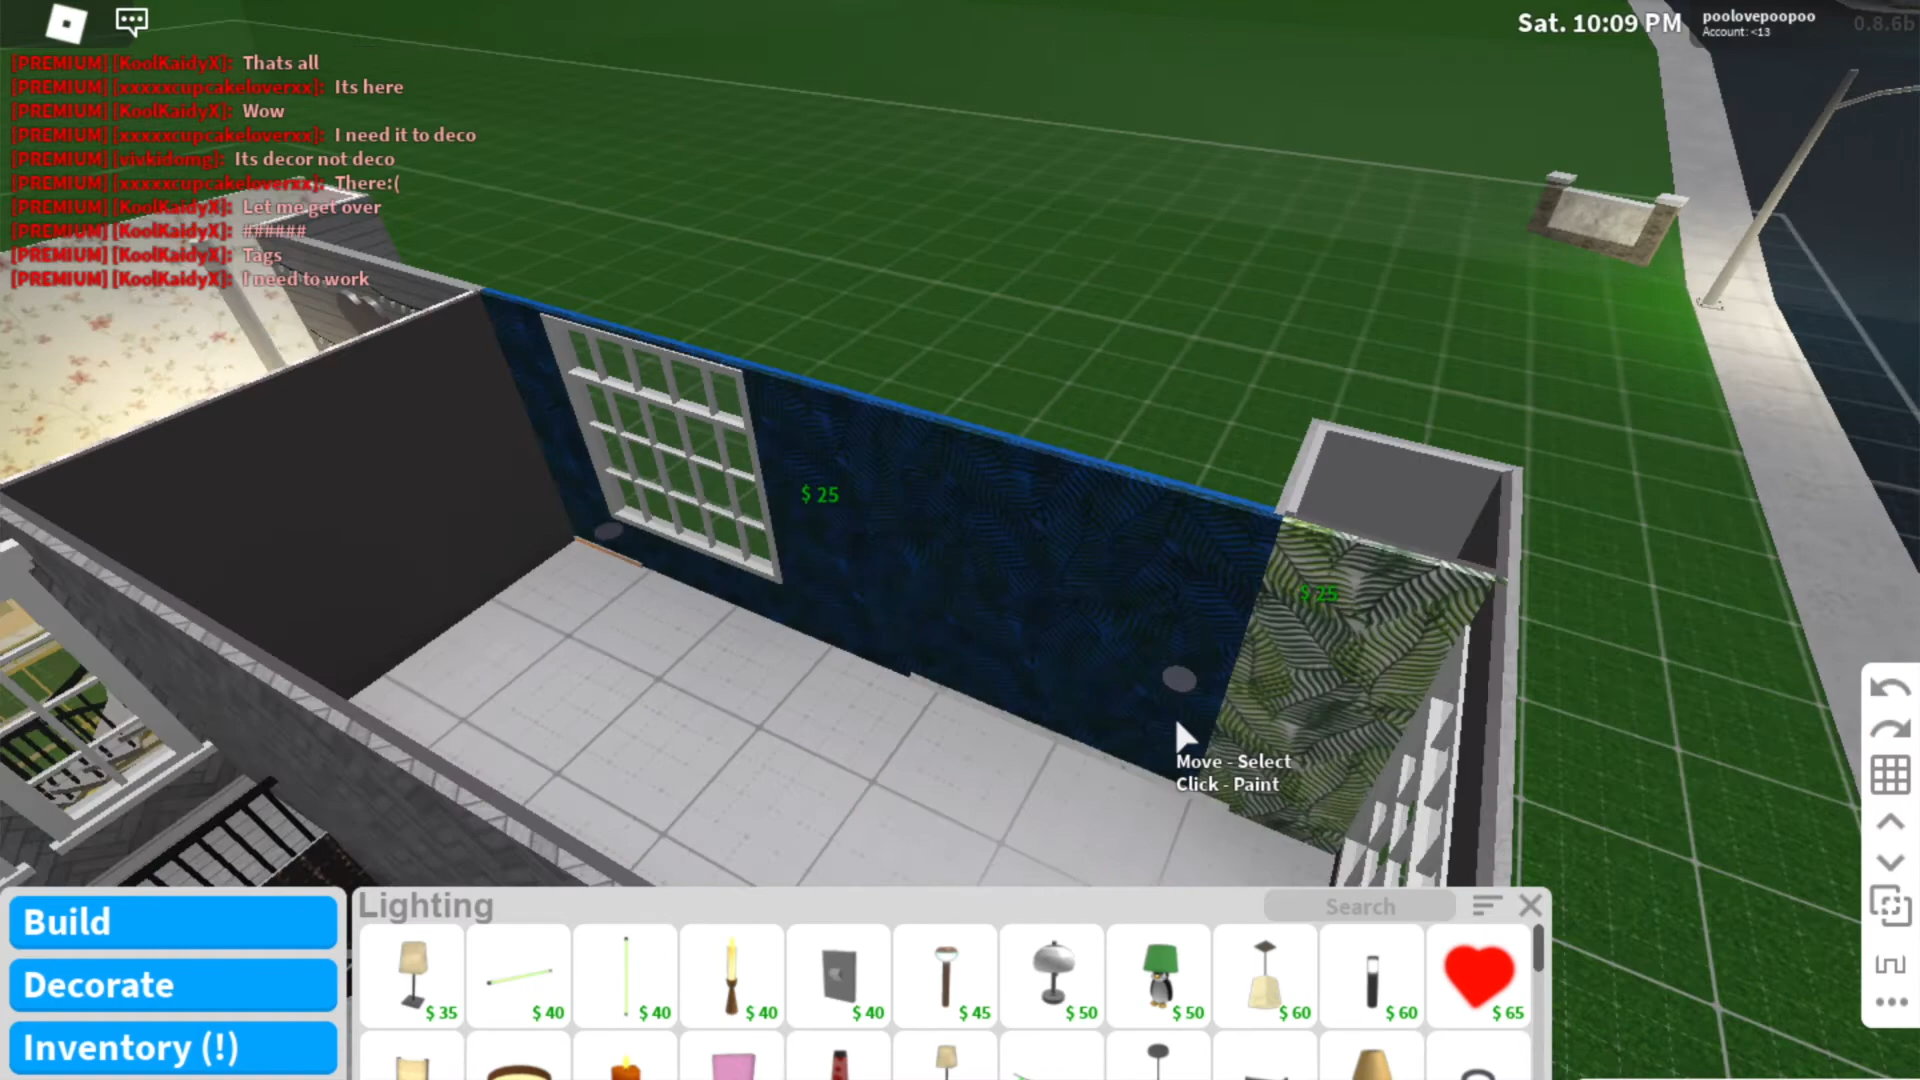 Sat. 10:09 PM
poolovepoopoo
Account: <13
0.8.6b
[PREMIUM] [KoolKaidyX]: Thats all
[PREMIUM] [xxxxxcupcakeloverxx]: Its here
[PREMIUM] [KoolKaidyX]: Wow
[PREMIUM] [xxxxxcupcakeloverxx]: I need it to deco
[PREMIUM] [vivkidomg]: Its decor not deco
[PREMIUM] [xxxxxcupcakeloverxx]: There:(
[PREMIUM] [KoolKaidyX]: Let me get over
[PREMIUM] [KoolKaidyX]: ######
[PREMIUM] [KoolKaidyX]: Tags
[PREMIUM] [KoolKaidyX]: I need to work
$ 25
$ 25
Move - Select
Click - Paint
Build
Decorate
Inventory (!)
Lighting
Search
$ 35
$ 40
$ 40
$ 40
$ 40
$ 45
$ 50
$ 50
$ 60
$ 60
$ 65